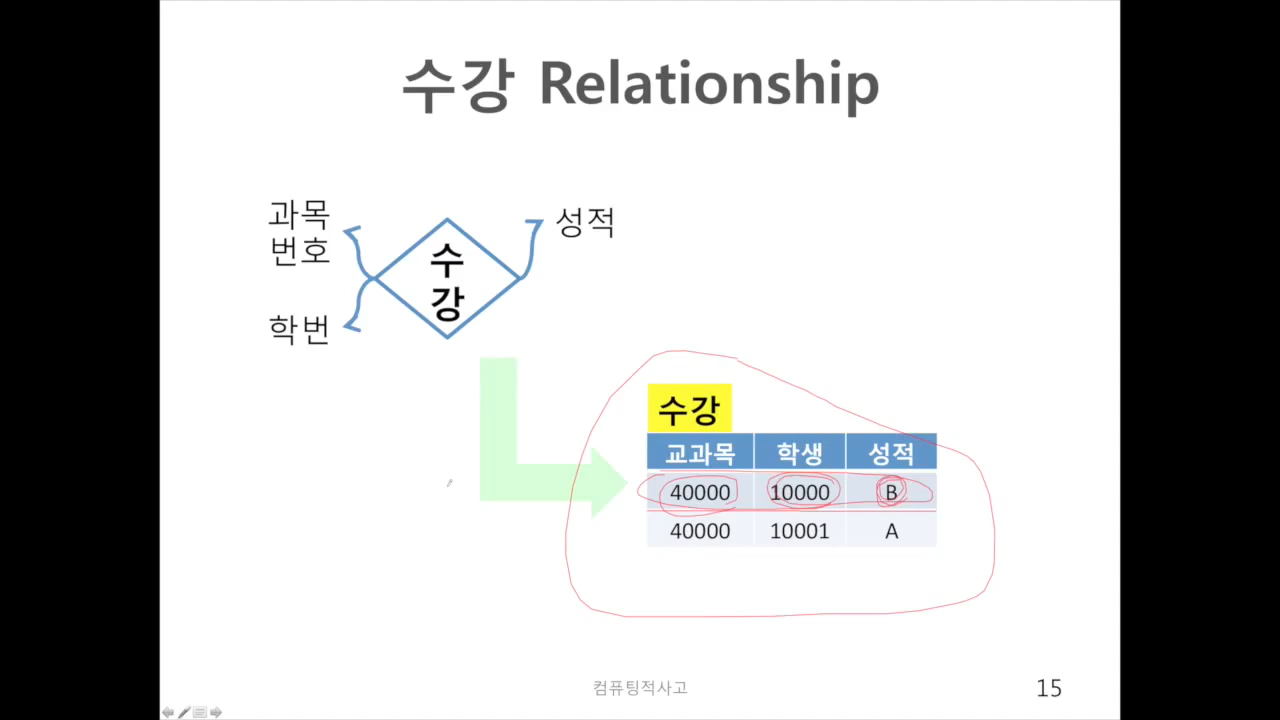 수강 Relationship
과목
번호
학번
수
강
성적
수강
교과목 학생 성적
40000 10000 B
40000 10001 A
컴퓨팅적사고
15